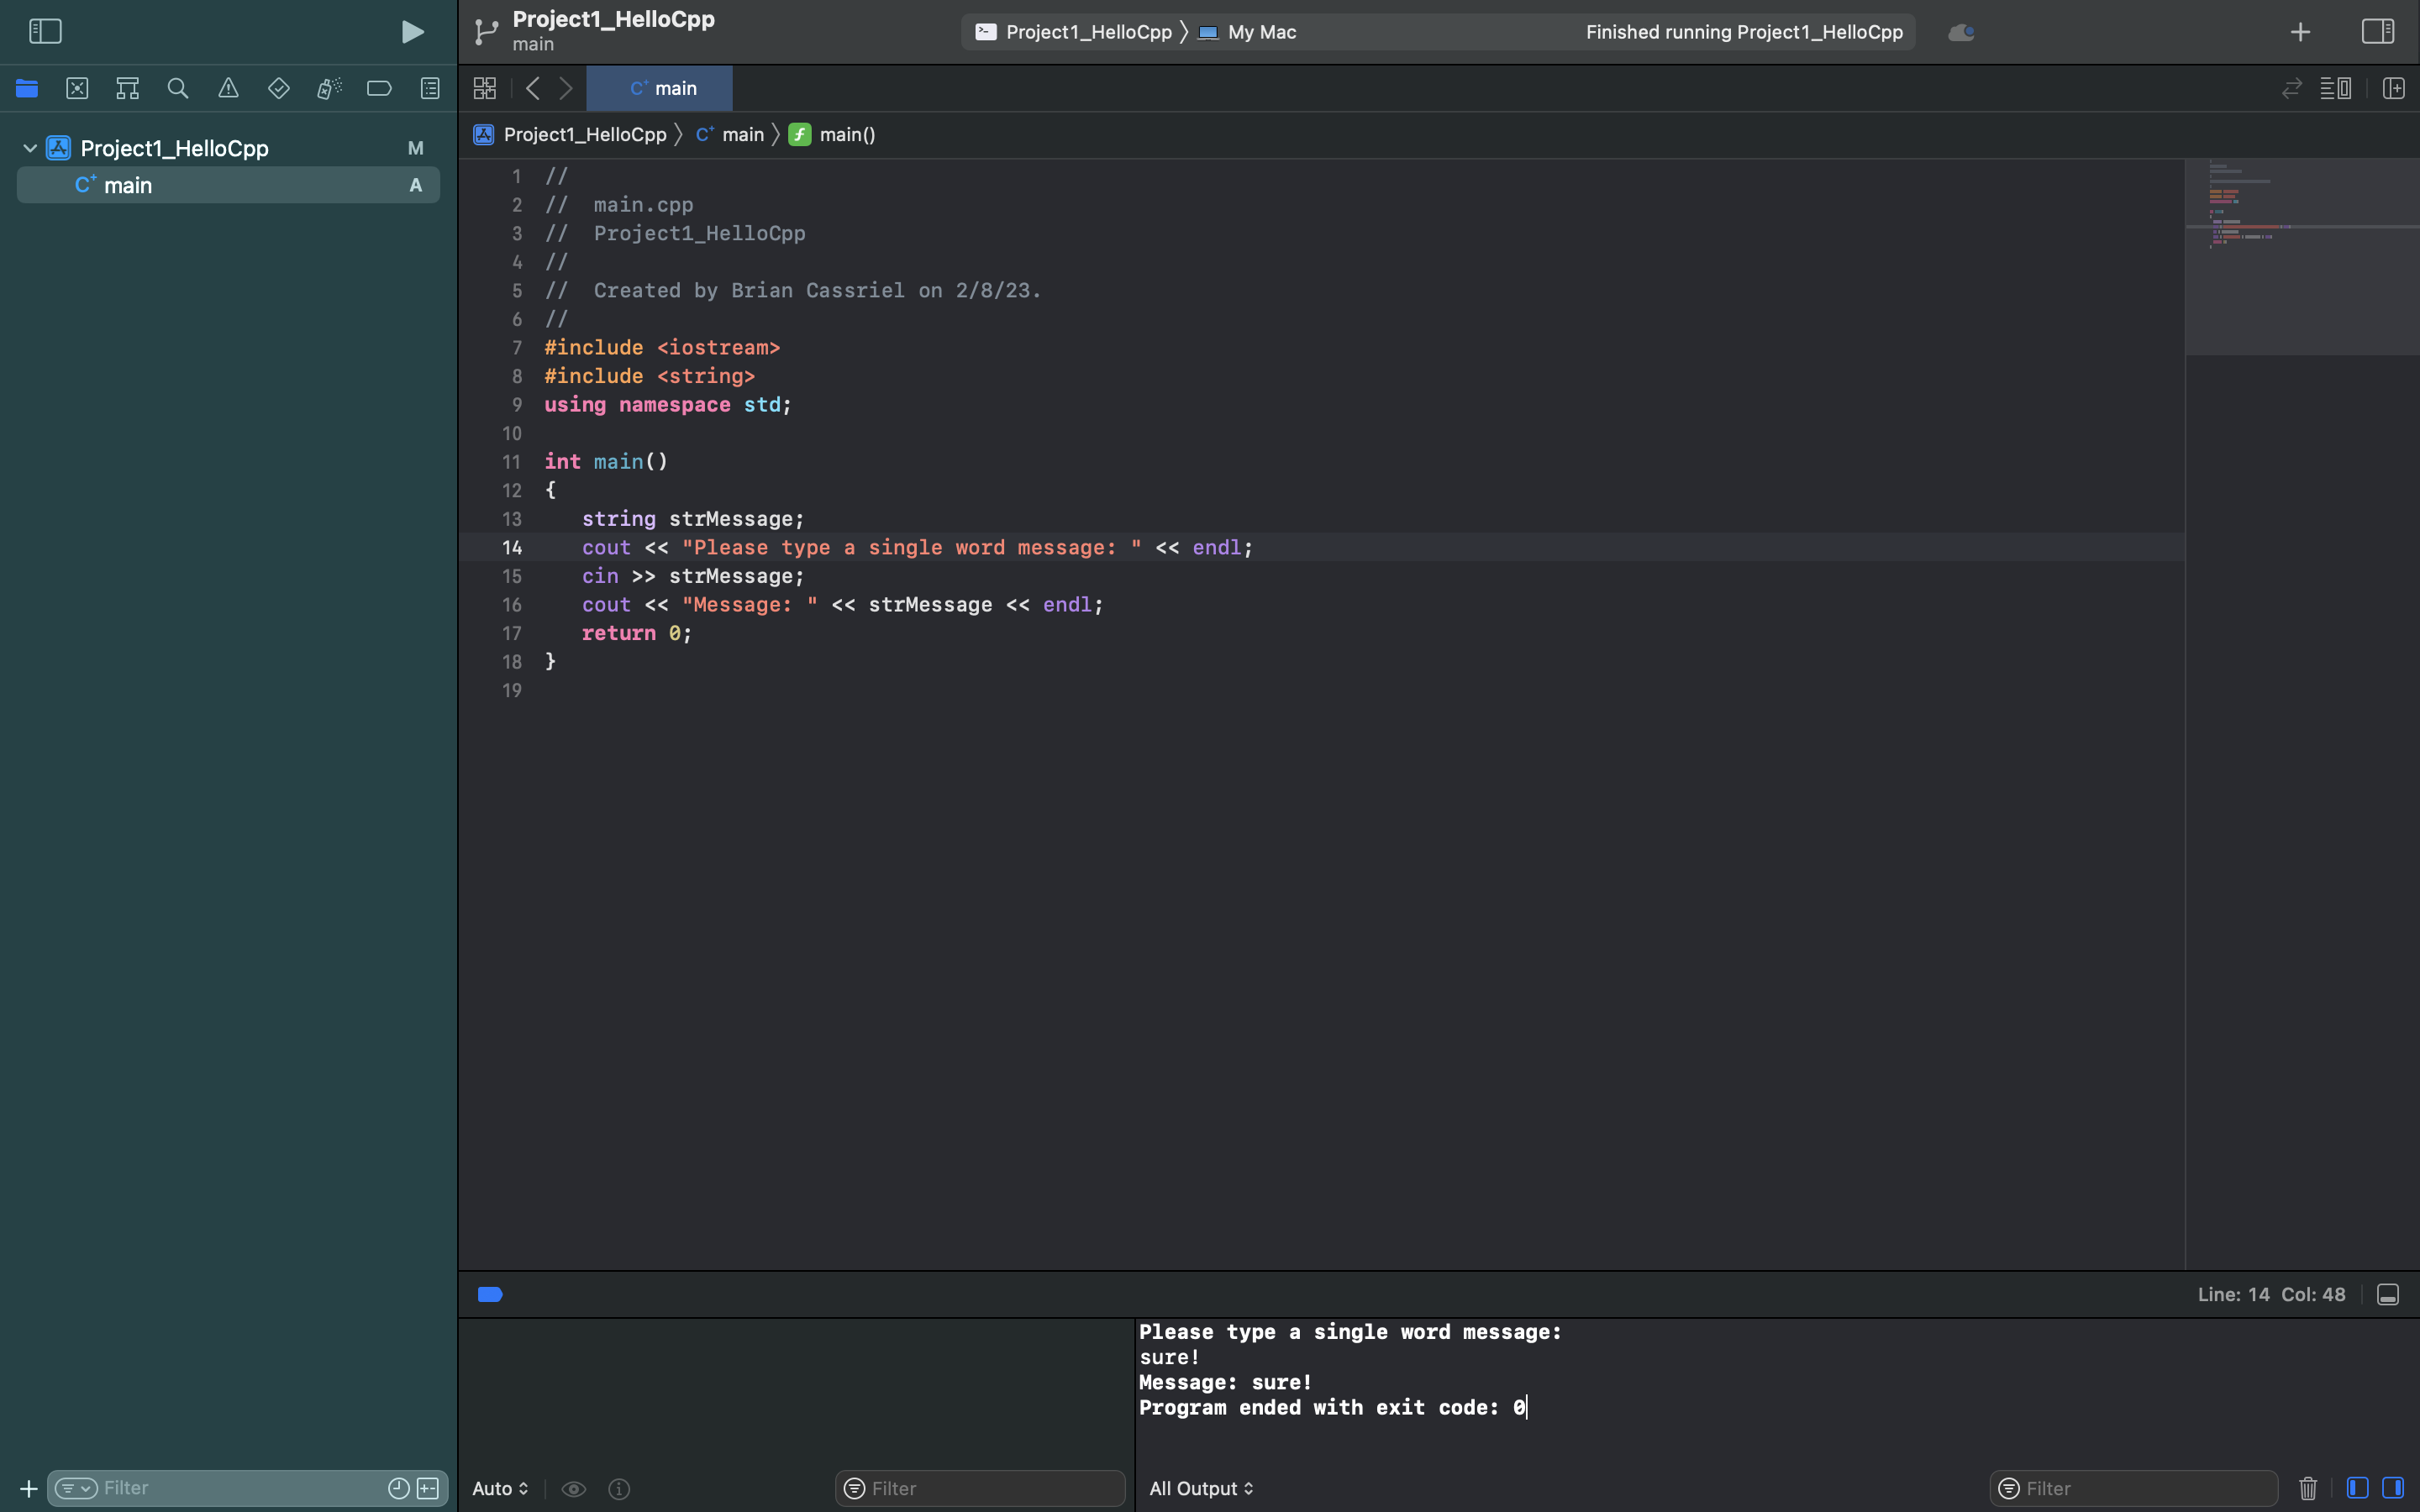 Project1_HelloCpp
main
Project1_HelloCpp
My Mac
Finished running Project1_HelloCpp
main
Project1_HelloCpp
M
main
A
Project1_HelloCpp
main
main()
1 //
2 //  main.cpp
3 //  Project1_HelloCpp
4 //
5 //  Created by Brian Cassriel on 2/8/23.
6 //
7 #include <iostream>
8 #include <string>
9 using namespace std;
10
11 int main()
12 {
13    string strMessage;
14    cout << "Please type a single word message: " << endl;
15    cin >> strMessage;
16    cout << "Message: " << strMessage << endl;
17    return 0;
18 }
19
Line: 14 Col: 48
Please type a single word message:
sure!
Message: sure!
Program ended with exit code: 0
Filter
Auto
Filter
All Output
Filter